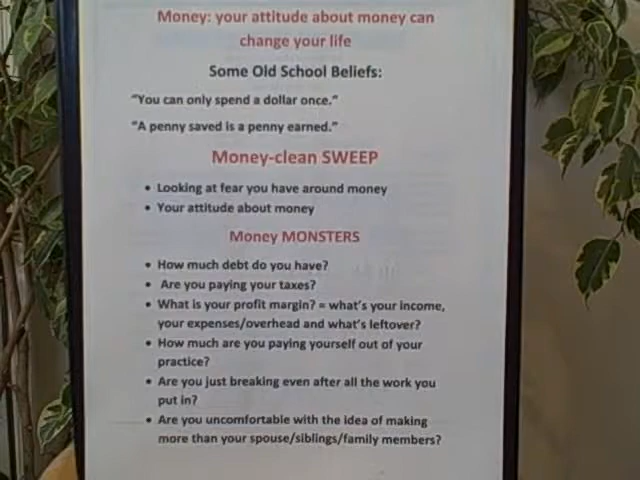 Money: your attitude about money can
change your life
Some Old School Beliefs:
"You can only spend a dollar once."
"A penny saved is a penny earned."
Money-clean SWEEP
• Looking at fear you have around money
• Your attitude about money
Money MONSTERS
• How much debt do you have?
• Are you paying your taxes?
• What is your profit margin? = what's your income,
your expenses/overhead and what's leftover?
• How much are you paying yourself out of your
practice?
• Are you just breaking even after all the work you
put in?
• Are you uncomfortable with the idea of making
more than your spouse/siblings/family members?